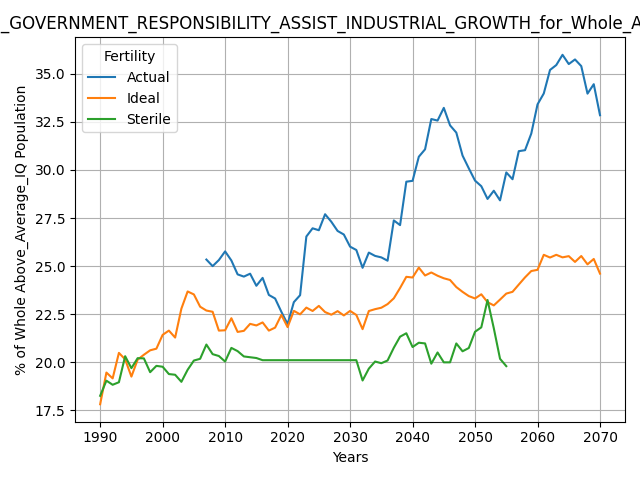 _GOVERNMENT_RESPONSIBILITY_ASSIST_INDUSTRIAL_GROWTH_for_Whole_A
Fertility
Actual
Ideal
Sterile
% of Whole Above_Average_IQ Population
35.0
32.5
30.0
27.5
25.0
22.5
20.0
17.5
1990 2000 2010 2020 2030 2040 2050 2060 2070
Years